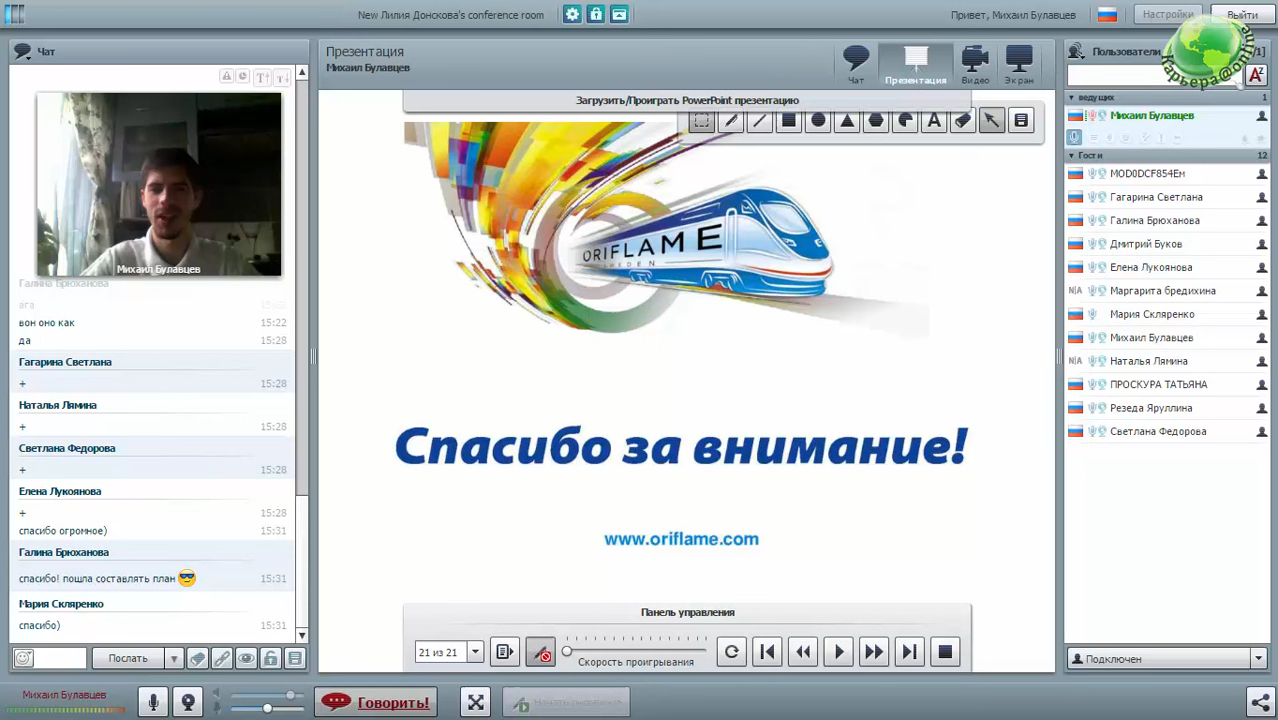 New Лилия Донскова's conference room
Привет, Михаил Булавцев
Настройки
Выйти
Чат
Михаил Булавцев
Галина Брюханова
ага
вон оно как 15:22
да 15:28
Гагарина Светлана
+ 15:28
Наталья Лямина
+ 15:28
Светлана Федорова
+ 15:28
Елена Лукоянова
+ 15:28
спасибо огромное) 15:31
Галина Брюханова
спасибо! пошла составлять план 15:31
Мария Скляренко
спасибо) 15:31
Послать
Презентация
Михаил Булавцев
Чат
Презентация
Видео
Экран
Загрузить/Проиграть PowerPoint презентацию
ORIFLAME
SWEDEN
Спасибо за внимание!
www.oriflame.com
Панель управления
21 из 21
Скорость проигрывания
Пользователи
Карьера@online
ведущих 1
Михаил Булавцев
Гости 12
MOD0DCF854Ем
Гагарина Светлана
Галина Брюханова
Дмитрий Буков
Елена Лукоянова
N/A Маргарита бредихина
Мария Скляренко
Михаил Булавцев
N/A Наталья Лямина
ПРОСКУРА ТАТЬЯНА
Резеда Яруллина
Светлана Федорова
Подключен
Михаил Булавцев
Говорить!